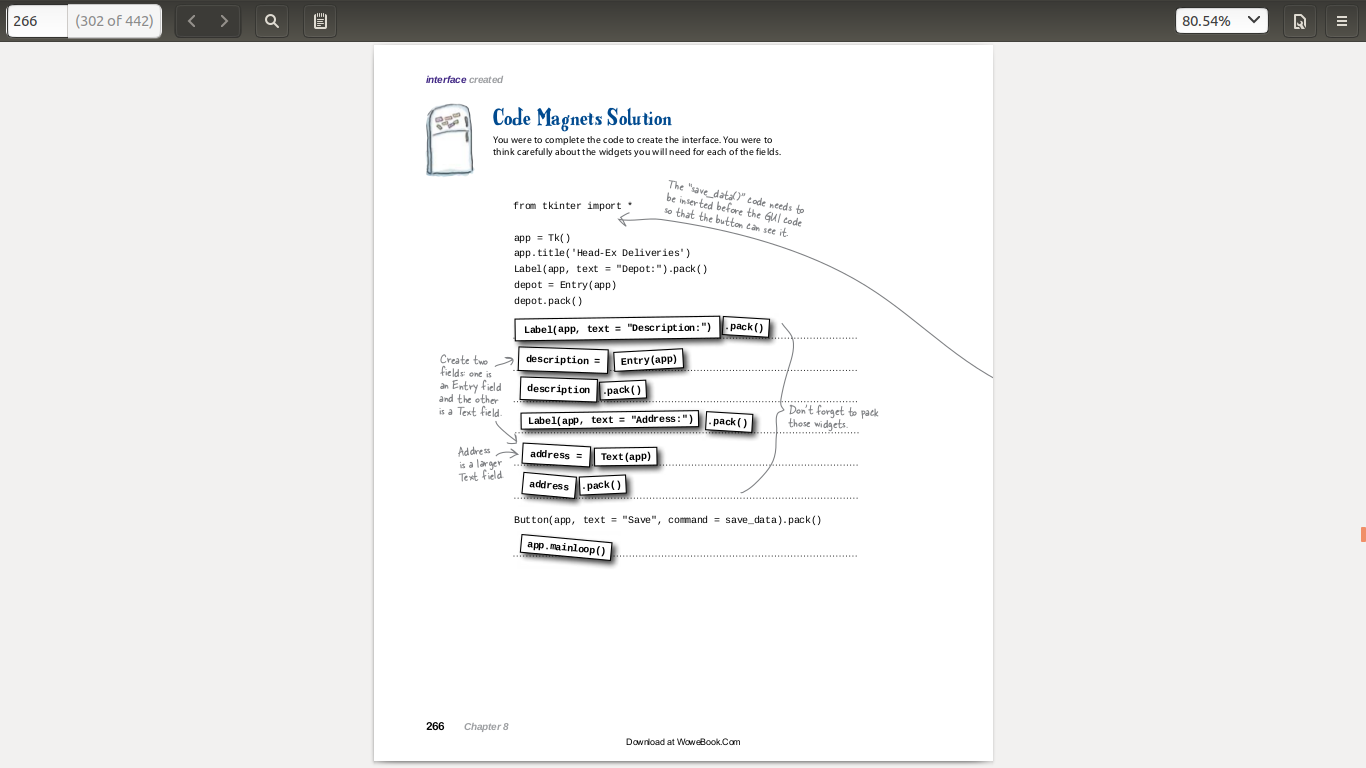 266
(302 of 442)
80.54%
interface created
Code Magnets Solution
You were to complete the code to create the interface. You were to
think carefully about the widgets you will need for each of the fields.
The "save_data()" code needs to
be inserted before the GUI code
so that the button can see it.
from tkinter import *
app = Tk()
app.title('Head-Ex Deliveries')
Label(app, text = "Depot:").pack()
depot = Entry(app)
depot.pack()
Label(app, text = "Description:") .pack()
description = Entry(app)
description .pack()
Label(app, text = "Address:") .pack()
address = Text(app)
address .pack()
Create two
fields: one is
an Entry field
and the other
is a Text field.
Address
is a larger
Text field.
Don't forget to pack
those widgets.
Button(app, text = "Save", command = save_data).pack()
app.mainloop()
266 Chapter 8
Download at WoweBook.Com